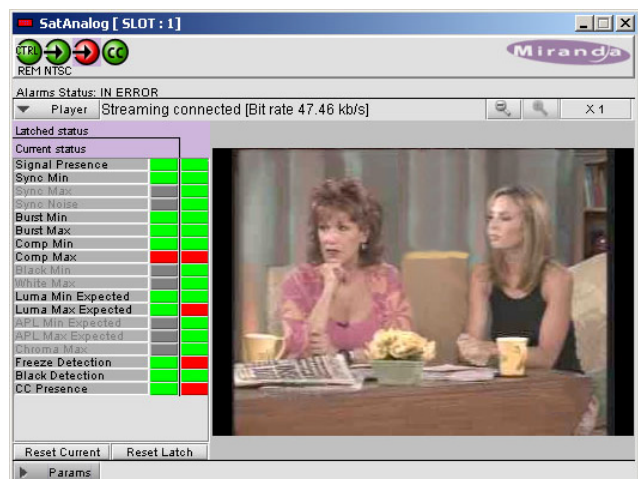 SatAnalog [ SLOT : 1]
CTRL
CC
REM NTSC
Miranda
Alarms Status: IN ERROR
Player Streaming connected [Bit rate 47.46 kb/s]
X 1
Latched status
Current status
Signal Presence
Sync Min
Sync Max
Sync Noise
Burst Min
Burst Max
Comp Min
Comp Max
Black Min
White Max
Luma Min Expected
Luma Max Expected
APL Min Expected
APL Max Expected
Chroma Max
Freeze Detection
Black Detection
CC Presence
Reset Current Reset Latch
Params